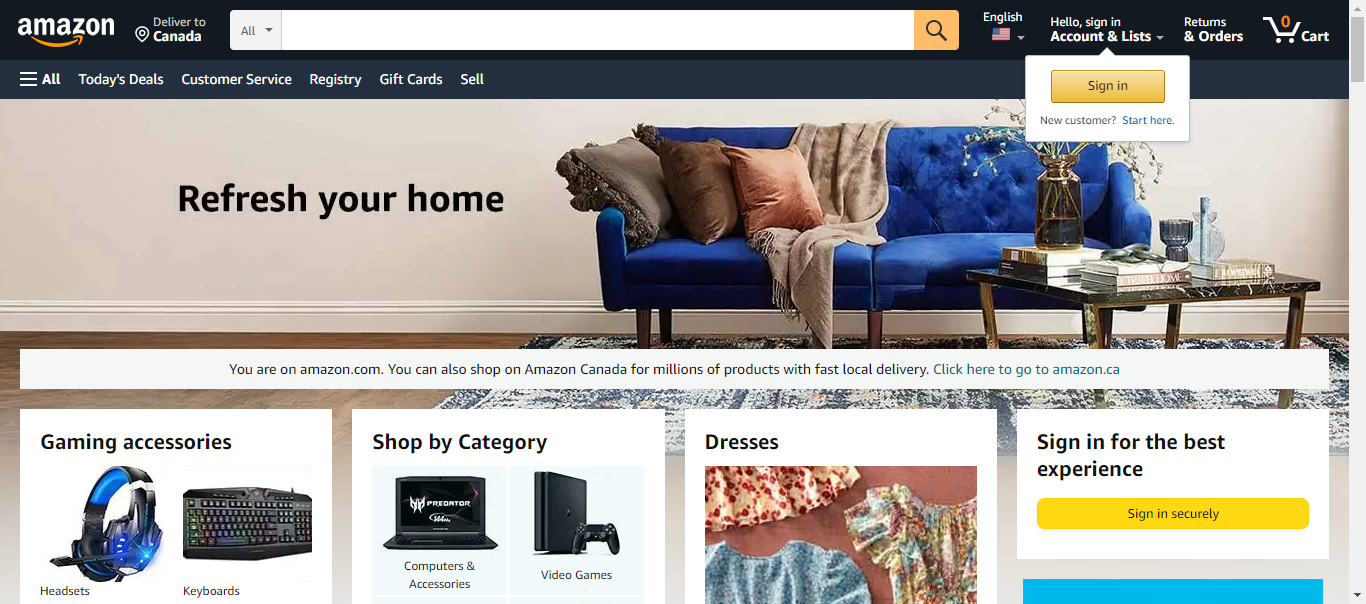 amazon
Deliver to
Canada
All
English
Hello, sign in
Account & Lists
Returns
& Orders
0
Cart
All
Today's Deals
Customer Service
Registry
Gift Cards
Sell
Sign in
New customer? Start here.
Refresh your home
You are on amazon.com. You can also shop on Amazon Canada for millions of products with fast local delivery. Click here to go to amazon.ca
Gaming accessories
Headsets
Keyboards
Shop by Category
PREDATOR
Computers &
Accessories
Video Games
Dresses
Sign in for the best
experience
Sign in securely